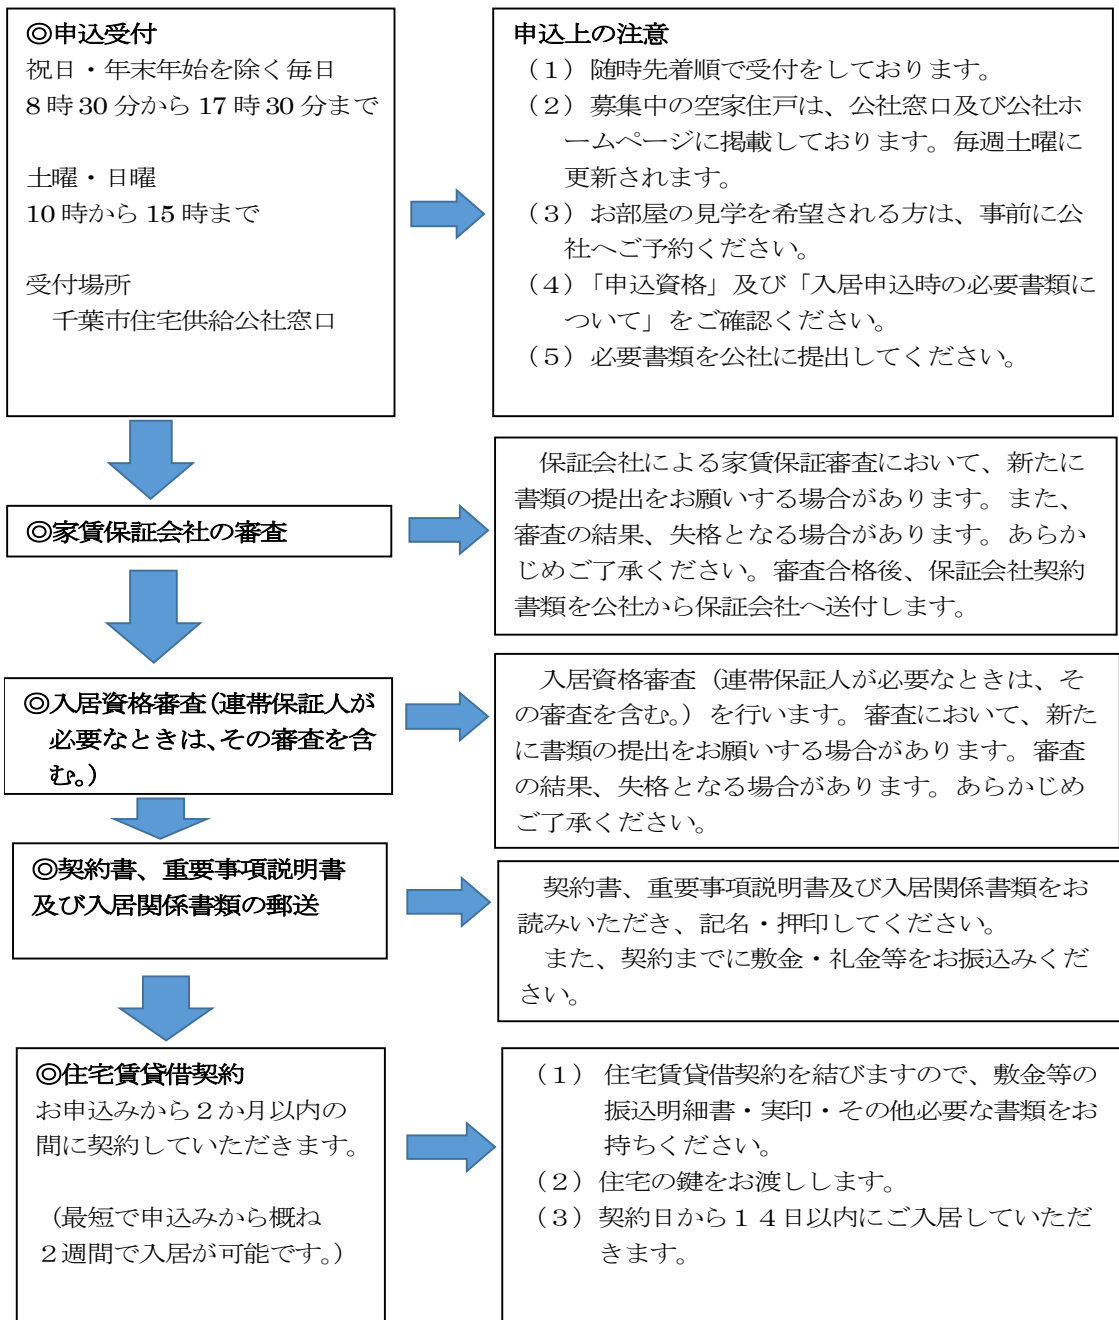 ◎申込受付
祝日・年末年始を除く毎日
8時30分から17時30分まで
土曜・日曜
10時から15時まで
受付場所
千葉市住宅供給公社窓口
申込上の注意
（１）随時先着順で受付をしております。
（２）募集中の空家住戸は、公社窓口及び公社ホ
ームページに掲載しております。毎週土曜に
更新されます。
（３）お部屋の見学を希望される方は、事前に公
社へご予約ください。
（４）「申込資格」及び「入居申込時の必要書類に
ついて」をご確認ください。
（５）必要書類を公社に提出してください。
◎家賃保証会社の審査
保証会社による家賃保証審査において、新たに
書類の提出をお願いする場合があります。また、
審査の結果、失格となる場合があります。あらか
じめご了承ください。審査合格後、保証会社契約
書類を公社から保証会社へ送付します。
◎入居資格審査（連帯保証人が
必要なときは、その審査を含
む。）
入居資格審査（連帯保証人が必要なときは、そ
の審査を含む。）を行います。審査において、新た
に書類の提出をお願いする場合があります。審査
の結果、失格となる場合があります。あらかじめ
ご了承ください。
◎契約書、重要事項説明書
及び入居関係書類の郵送
契約書、重要事項説明書及び入居関係書類をお
読みいただき、記名・押印してください。
また、契約までに敷金・礼金等をお振込みくだ
さい。
◎住宅賃貸借契約
お申込みから２か月以内の
間に契約していただきます。
（最短で申込みから概ね
２週間で入居が可能です。）
（１） 住宅賃貸借契約を結びますので、敷金等の
振込明細書・実印・その他必要な書類をお
持ちください。
（２）住宅の鍵をお渡しします。
（３）契約日から１４日以内にご入居していただ
きます。